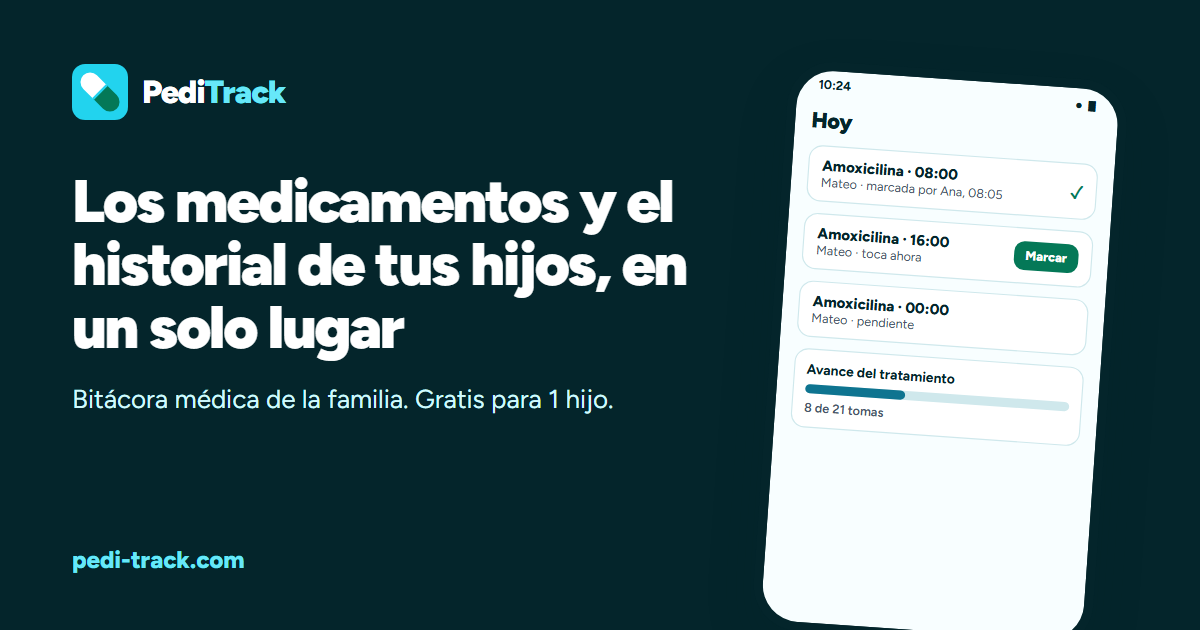 PediTrack
Los medicamentos y el
historial de tus hijos, en
un solo lugar
Bitácora médica de la familia. Gratis para 1 hijo.
pedi-track.com
10:24
Hoy
Amoxicilina · 08:00
Mateo · marcada por Ana, 08:05
✓
Amoxicilina · 16:00
Mateo · toca ahora
Marcar
Amoxicilina · 00:00
Mateo · pendiente
Avance del tratamiento
8 de 21 tomas